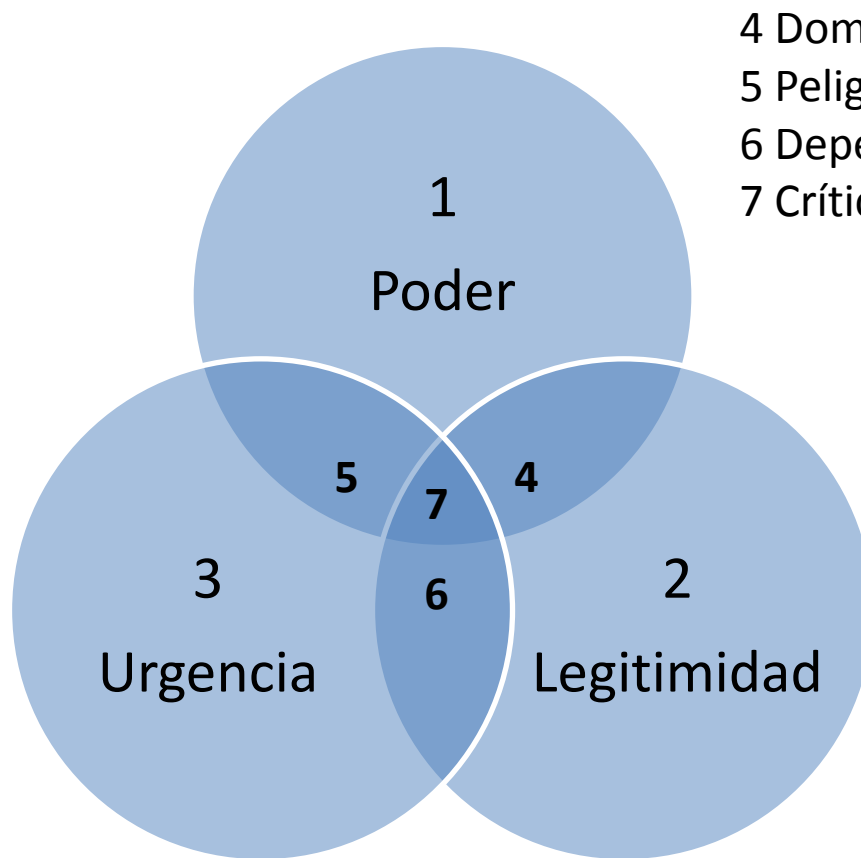 4 Dom
5 Pelig
6 Depe
7 Crític
1
Poder
5
4
7
3
6
2
Urgencia
Legitimidad